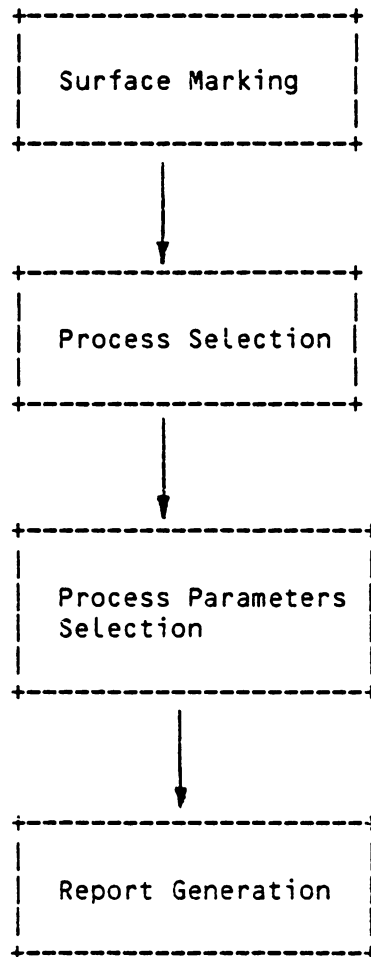 Surface Marking
Process Selection
Process Parameters
Selection
Report Generation